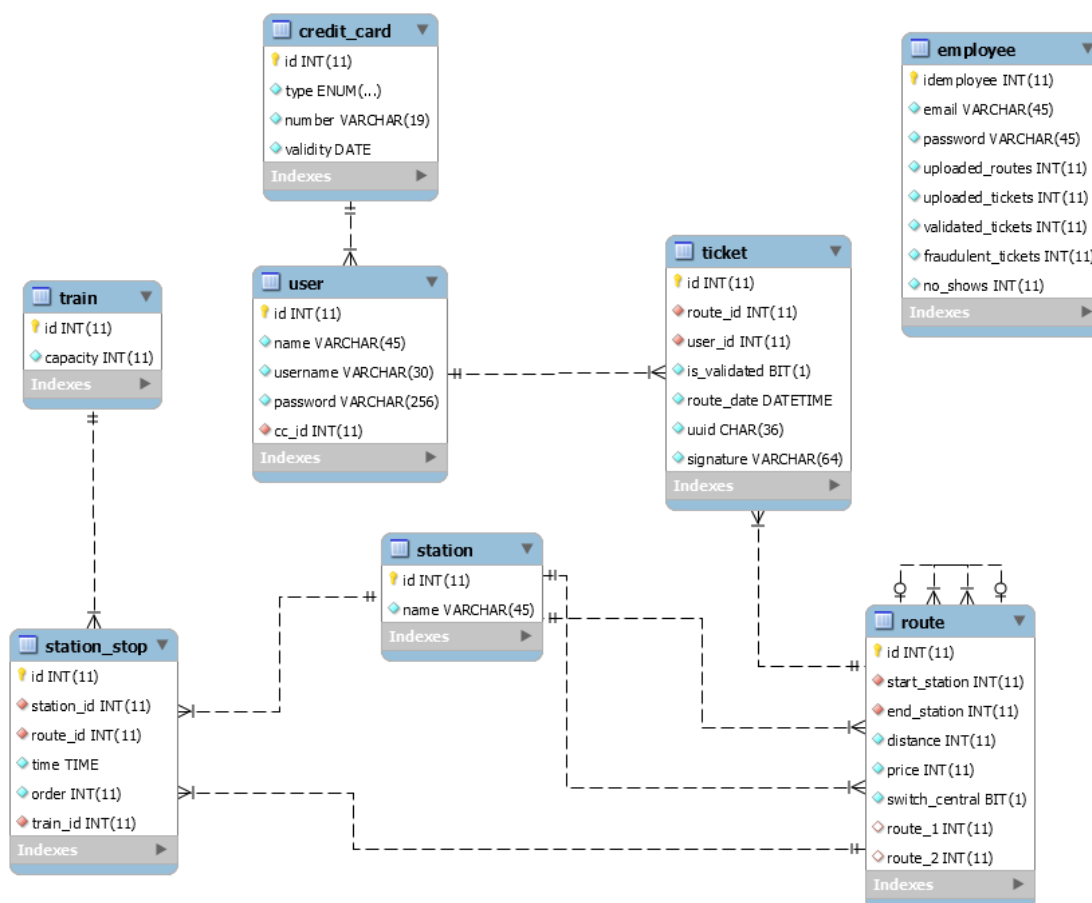 credit_card
id INT(11)
type ENUM(...)
number VARCHAR(19)
validity DATE
Indexes
employee
idemployee INT(11)
email VARCHAR(45)
password VARCHAR(45)
uploaded_routes INT(11)
uploaded_tickets INT(11)
validated_tickets INT(11)
fraudulent_tickets INT(11)
no_shows INT(11)
Indexes
train
id INT(11)
capacity INT(11)
Indexes
user
id INT(11)
name VARCHAR(45)
username VARCHAR(30)
password VARCHAR(256)
cc_id INT(11)
Indexes
ticket
id INT(11)
route_id INT(11)
user_id INT(11)
is_validated BIT(1)
route_date DATETIME
uuid CHAR(36)
signature VARCHAR(64)
Indexes
station
id INT(11)
name VARCHAR(45)
Indexes
station_stop
id INT(11)
station_id INT(11)
route_id INT(11)
time TIME
order INT(11)
train_id INT(11)
Indexes
route
id INT(11)
start_station INT(11)
end_station INT(11)
distance INT(11)
price INT(11)
switch_central BIT(1)
route_1 INT(11)
route_2 INT(11)
Indexes